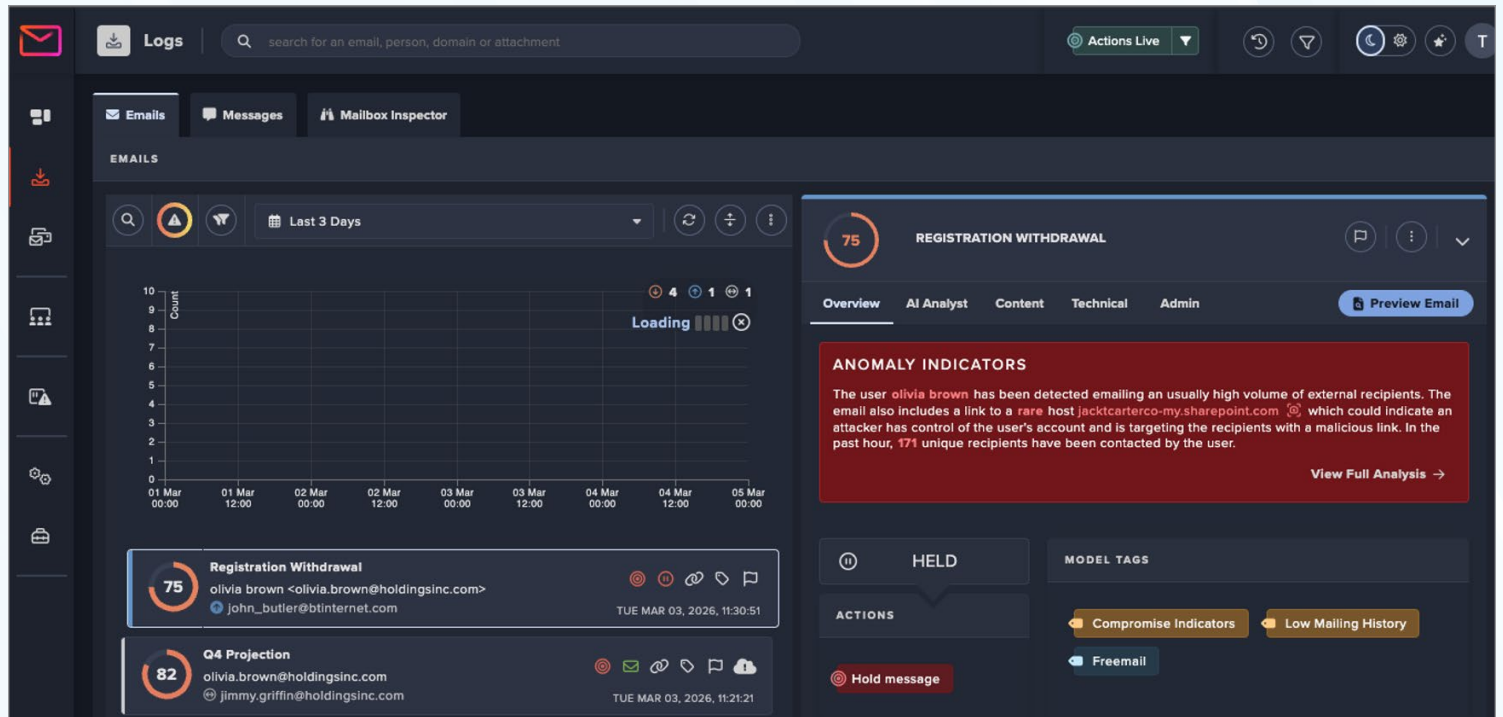 Logs
search for an email, person, domain or attachment
Actions Live
T
Emails
Messages
Mailbox Inspector
EMAILS
Last 3 Days
4 1 1
Loading
Count
10
9
8
7
6
5
4
3
2
1
0
01 Mar 00:00
01 Mar 12:00
02 Mar 00:00
02 Mar 12:00
03 Mar 00:00
03 Mar 12:00
04 Mar 00:00
04 Mar 12:00
05 Mar 00:00
75
Registration Withdrawal
olivia brown <olivia.brown@holdingsinc.com>
john_butler@btinternet.com
TUE MAR 03, 2026, 11:30:51
82
Q4 Projection
olivia.brown@holdingsinc.com
jimmy.griffin@holdingsinc.com
TUE MAR 03, 2026, 11:21:21
75
REGISTRATION WITHDRAWAL
Overview
AI Analyst
Content
Technical
Admin
Preview Email
ANOMALY INDICATORS
The user olivia brown has been detected emailing an usually high volume of external recipients. The
email also includes a link to a rare host jacktcarterco-my.sharepoint.com which could indicate an
attacker has control of the user's account and is targeting the recipients with a malicious link. In the
past hour, 171 unique recipients have been contacted by the user.
View Full Analysis →
HELD
ACTIONS
Hold message
MODEL TAGS
Compromise Indicators
Low Mailing History
Freemail